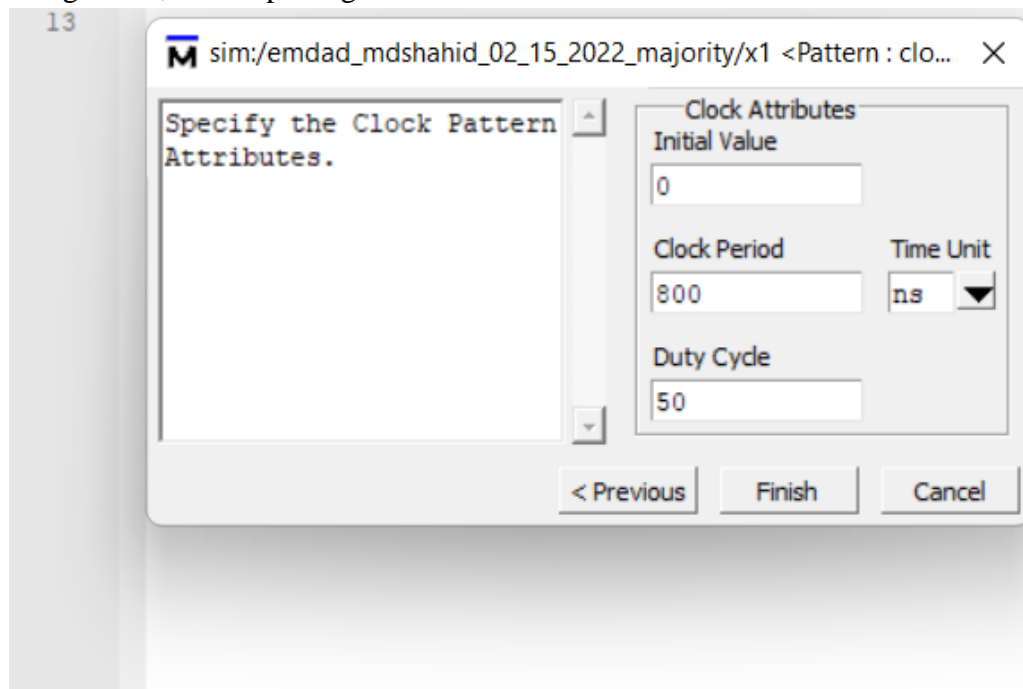 13
M sim:/emdad_mdshahid_02_15_2022_majority/x1 <Pattern : clo...
Specify the Clock Pattern
Attributes.
Clock Attributes
Initial Value
0
Clock Period Time Unit
800 ns
Duty Cycle
50
< Previous Finish Cancel